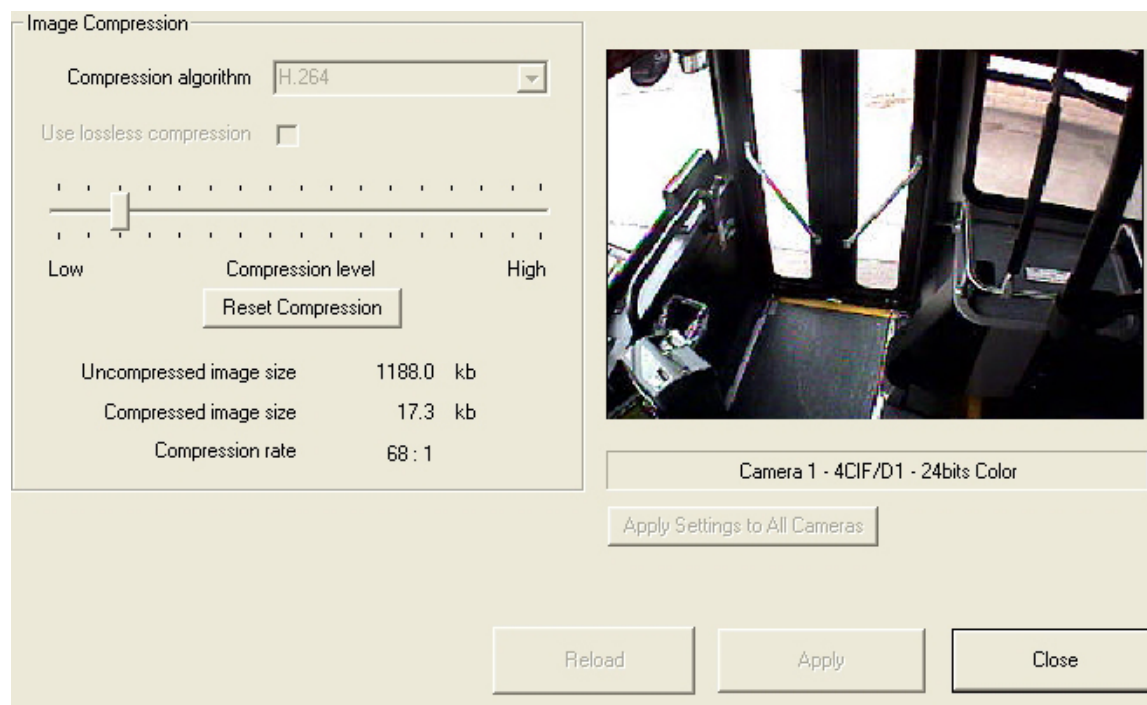 Image Compression
Compression algorithm H.264
Use lossless compression
Low Compression level High
Reset Compression
Uncompressed image size 1188.0 kb
Compressed image size 17.3 kb
Compression rate 68 : 1
Camera 1 - 4CIF/D1 - 24bits Color
Apply Settings to All Cameras
Reload Apply Close